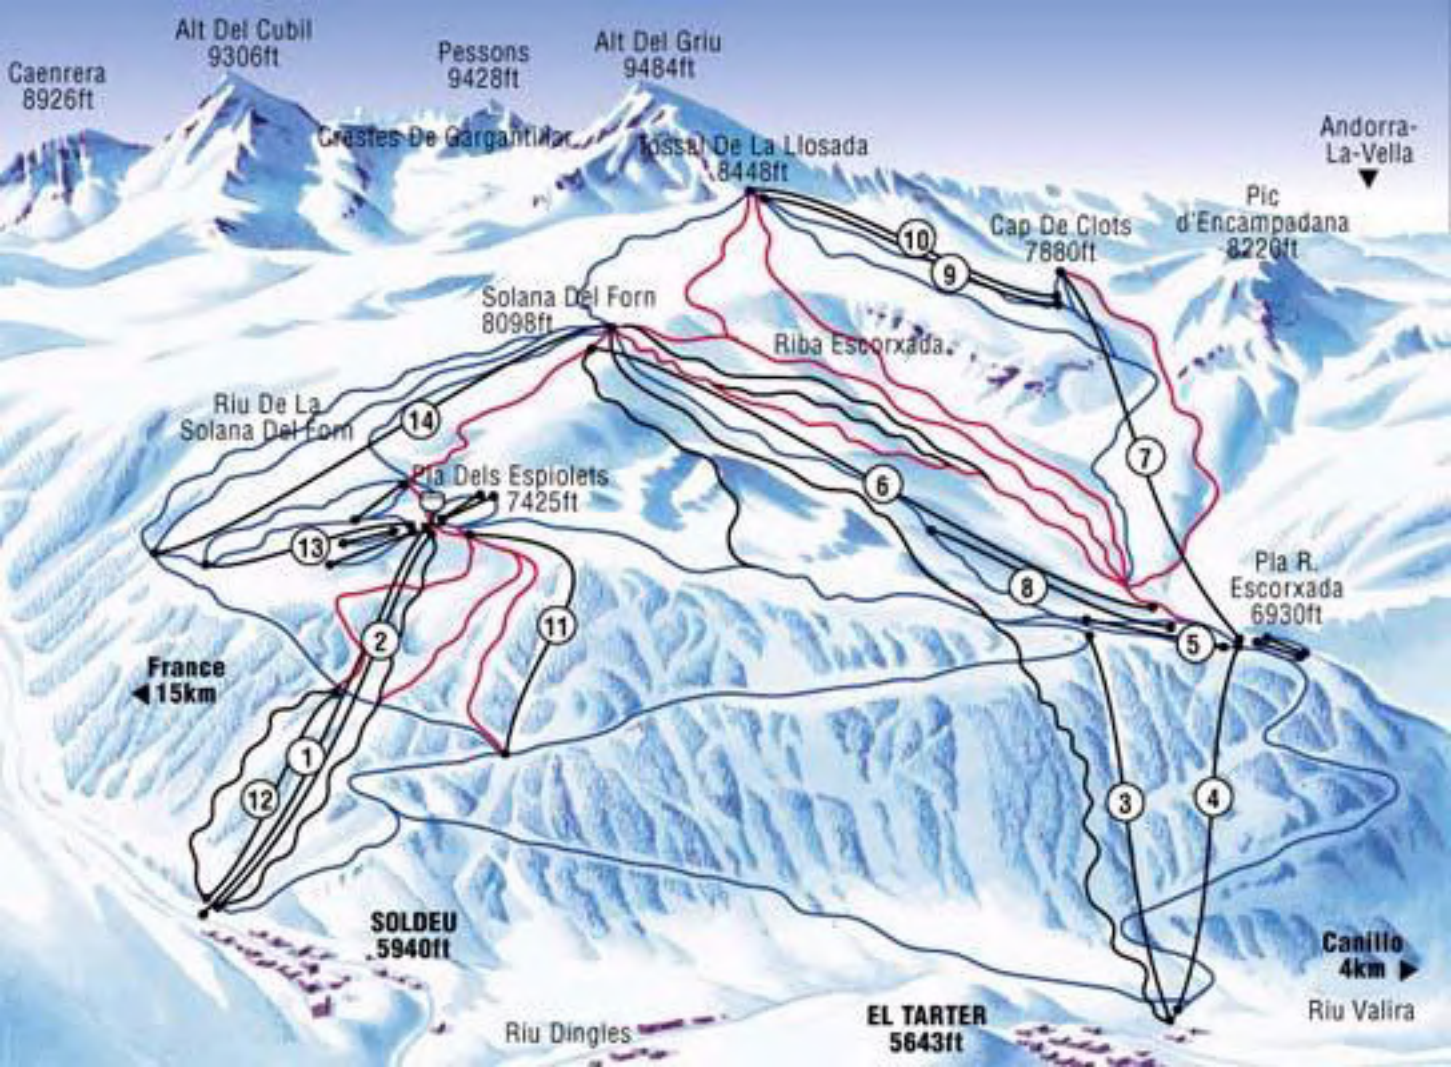 Alt Del Cubil
9306ft
Caenrera
8926ft
Pessons
9428ft
Alt Del Griu
9484ft
Crestes De Gargantillar
Tossal De La Llosada
8448ft
Andorra-
La-Vella
Pic
d'Encampadana
8220ft
Cap De Clots
7880ft
10
9
Solana Del Forn
8098ft
Riba Escorxada
Riu De La
Solana Del Forn
14
7
Pla Dels Espiolets
7425ft
6
13
8
Pla R.
Escorxada
6930ft
11
2
5
France
15km
1
12
3
4
SOLDEU
5940ft
Canillo
4km
Riu Valira
EL TARTER
5643ft
Riu Dingles